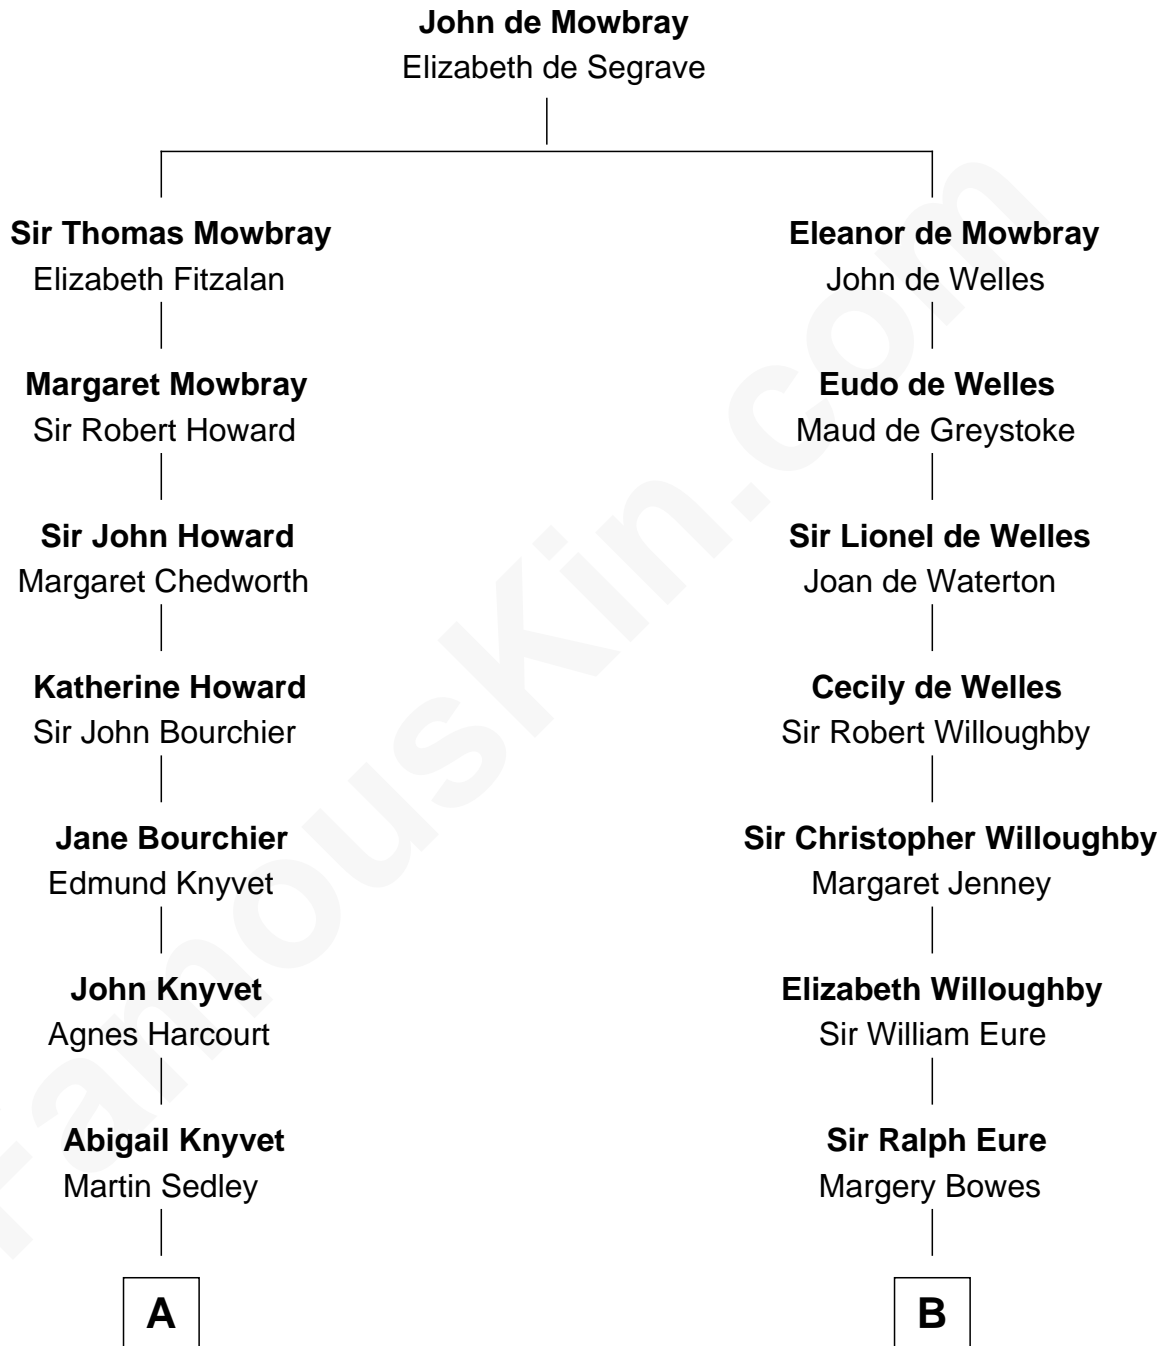 John de Mowbray
Elizabeth de Segrave
Sir Thomas Mowbray
Elizabeth Fitzalan
Eleanor de Mowbray
John de Welles
Margaret Mowbray
Sir Robert Howard
Eudo de Welles
Maud de Greystoke
Sir John Howard
Margaret Chedworth
Sir Lionel de Welles
Joan de Waterton
Katherine Howard
Sir John Bourchier
Cecily de Welles
Sir Robert Willoughby
Jane Bourchier
Edmund Knyvet
Sir Christopher Willoughby
Margaret Jenney
John Knyvet
Agnes Harcourt
Elizabeth Willoughby
Sir William Eure
Abigail Knyvet
Martin Sedley
Sir Ralph Eure
Margery Bowes
A
B
FamousKin.com